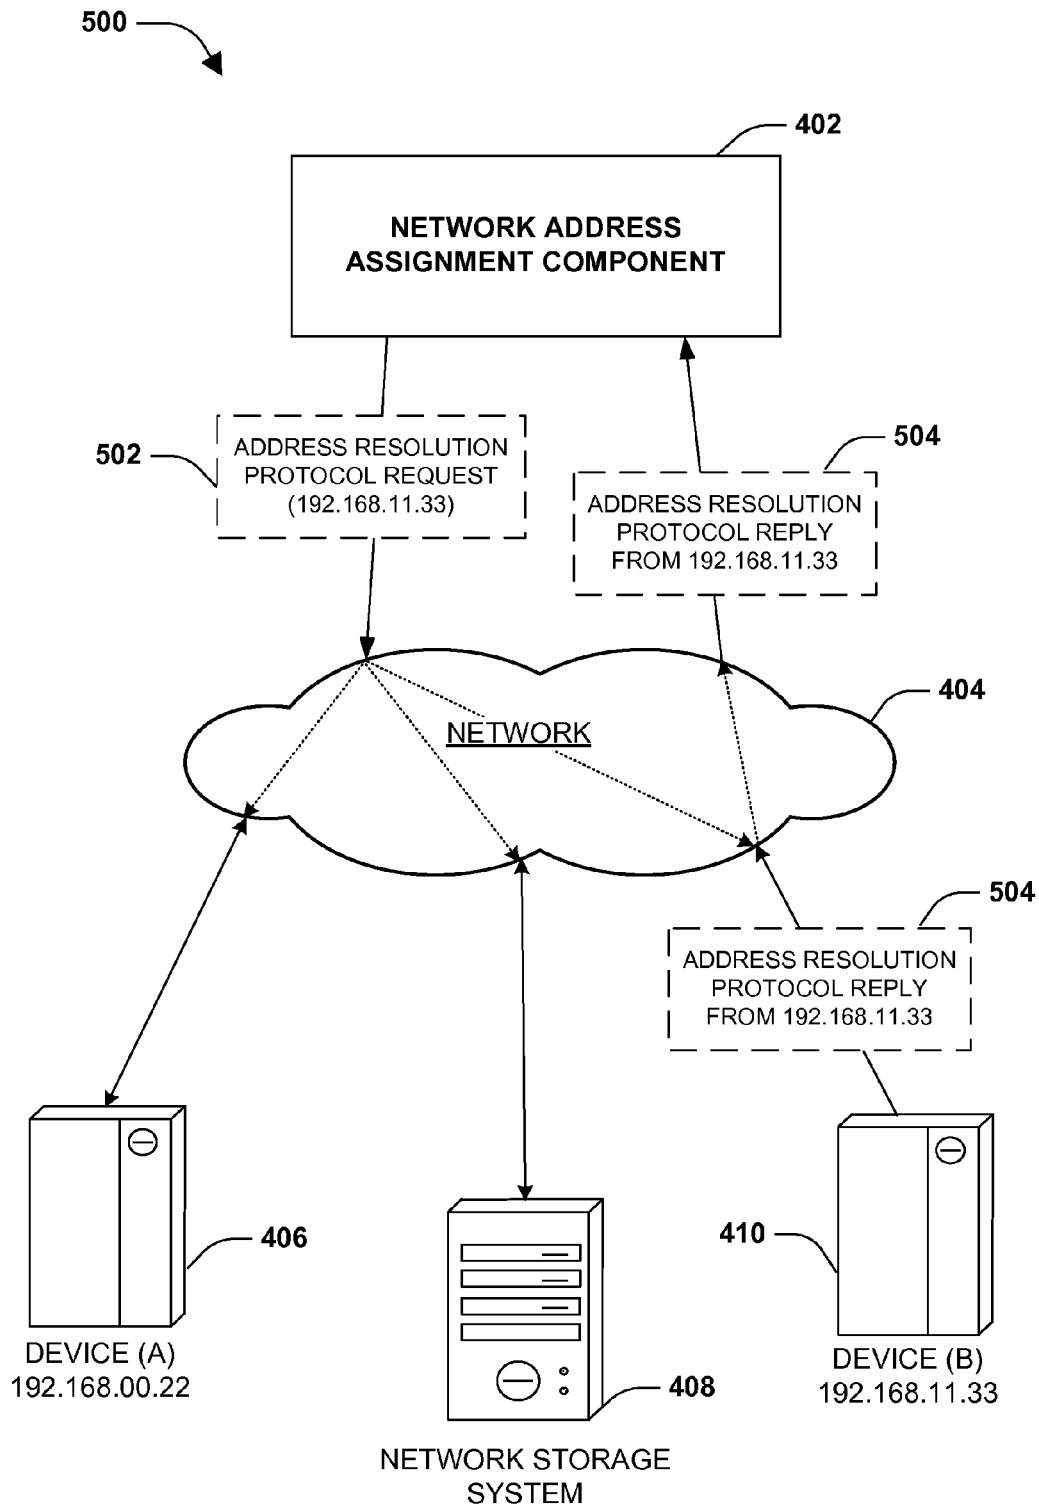 500
402
NETWORK ADDRESS
ASSIGNMENT COMPONENT
502
ADDRESS RESOLUTION
PROTOCOL REQUEST
(192.168.11.33)
504
ADDRESS RESOLUTION
PROTOCOL REPLY
FROM 192.168.11.33
404
NETWORK
504
ADDRESS RESOLUTION
PROTOCOL REPLY
FROM 192.168.11.33
406
DEVICE (A)
192.168.00.22
408
NETWORK STORAGE
SYSTEM
410
DEVICE (B)
192.168.11.33